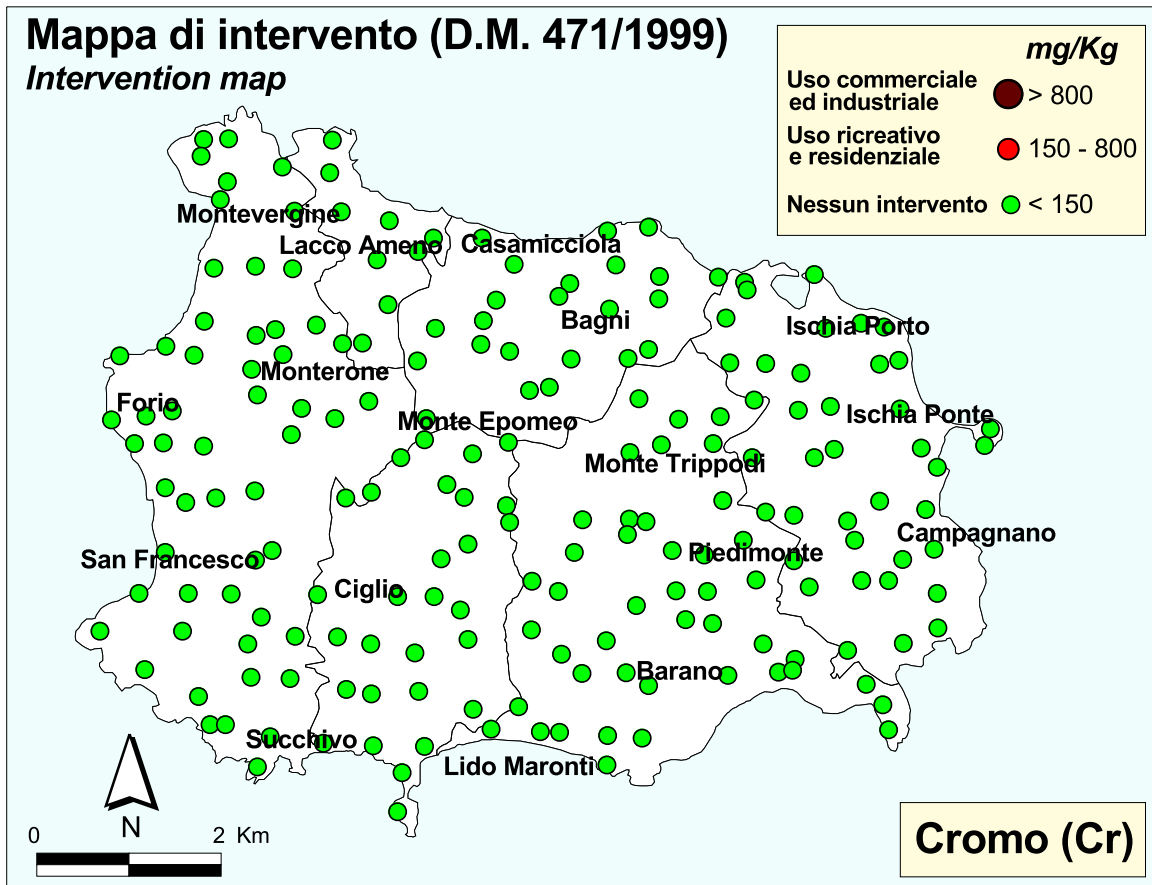 Mappa di intervento (D.M. 471/1999)
Intervention map
mg/Kg
Uso commerciale
ed industriale
> 800
Uso ricreativo
e residenziale
150 - 800
Nessun intervento
< 150
Montevergine
Lacco Ameno
Casamicciola
Bagni
Ischia Porto
Monterone
Forio
Monte Epomeo
Ischia Ponte
Monte Trippodi
Campagnano
Piedimonte
San Francesco
Ciglio
Barano
Succhivo
Lido Maronti
N
0
2 Km
Cromo (Cr)